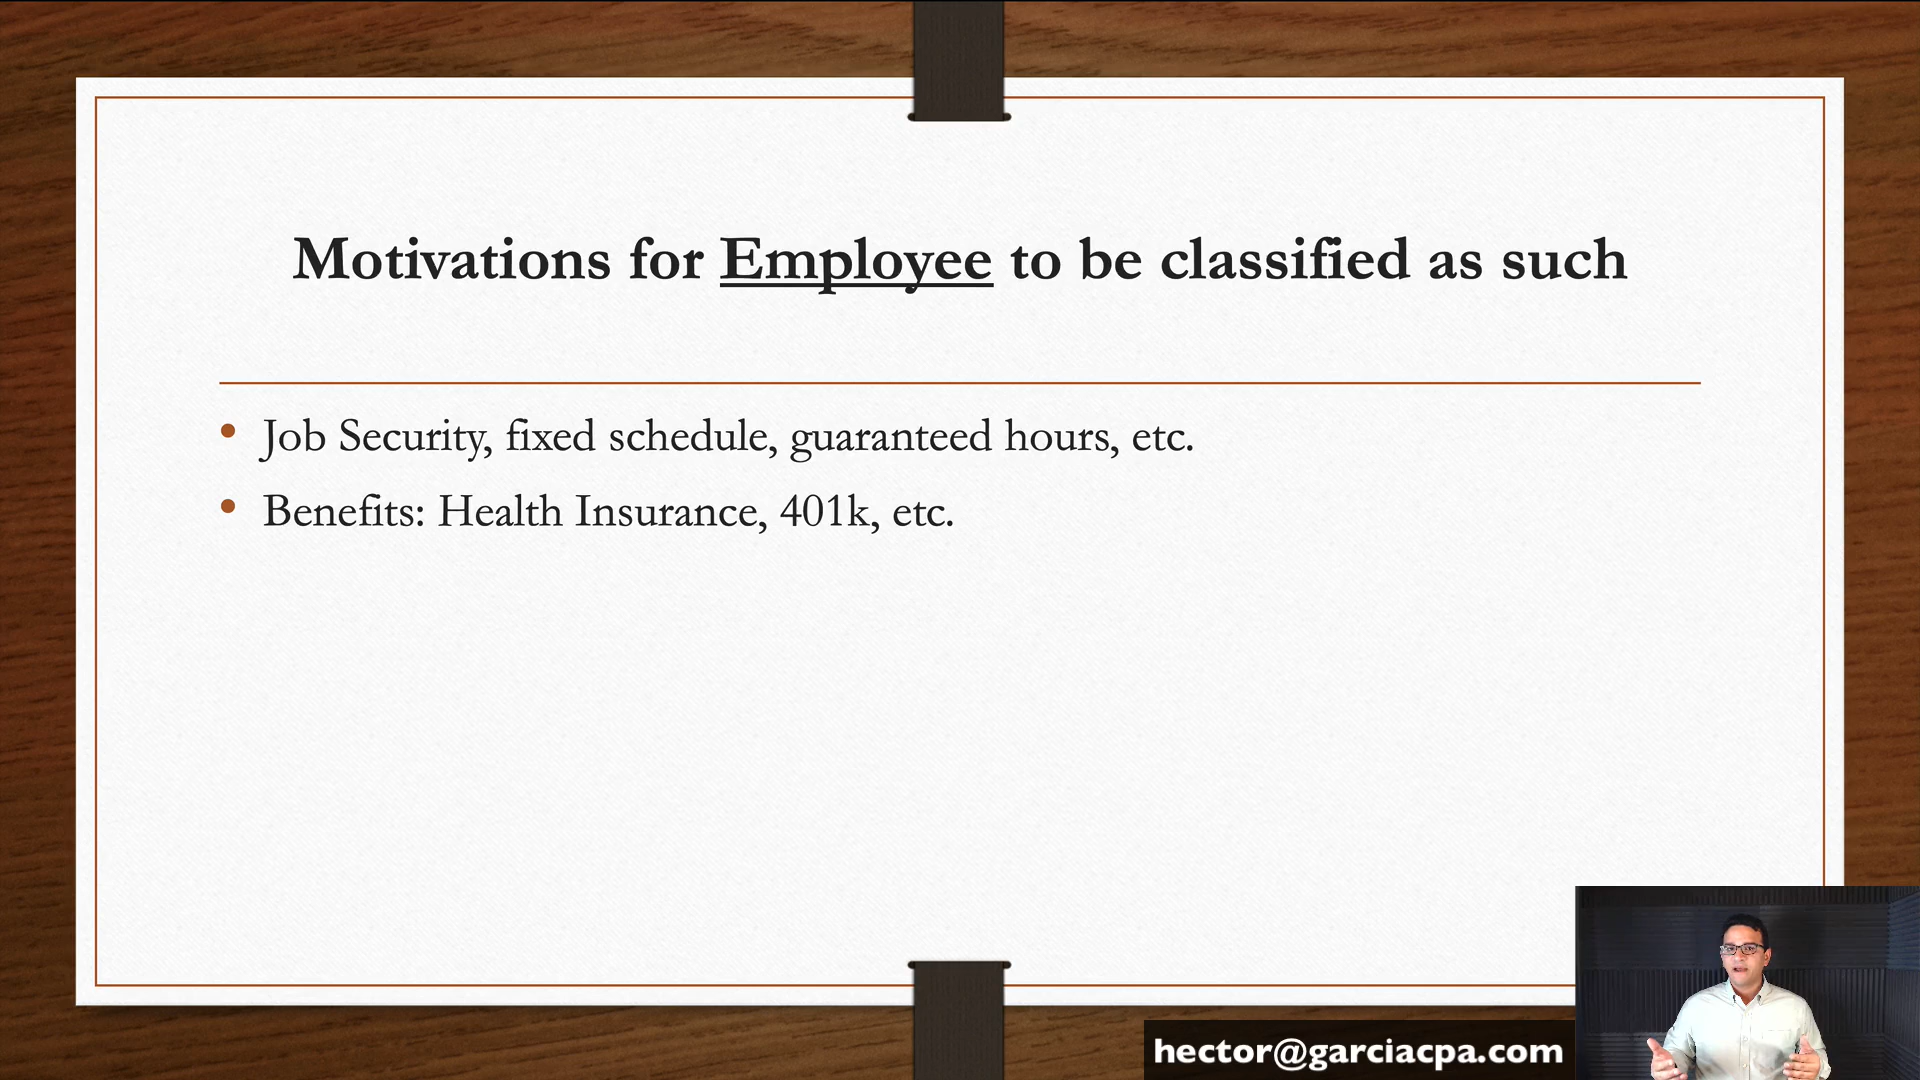 Motivations for Employee to be classified as such
• Job Security, fixed schedule, guaranteed hours, etc.
• Benefits: Health Insurance, 401k, etc.
hector@garciacpa.com